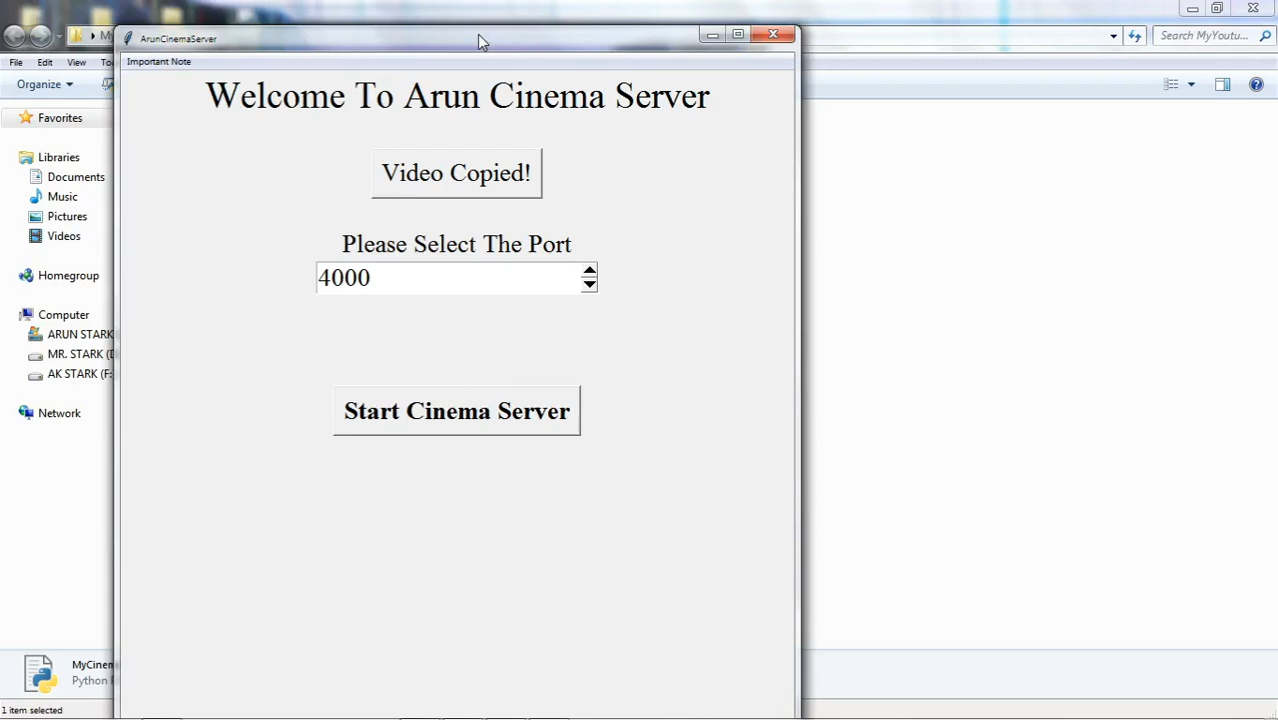 ArunCinemaServer
Search MyYoutu...
Important Note
File Edit View
Organize
Welcome To Arun Cinema Server
Favorites
Video Copied!
Libraries
Documents
Music
Pictures
Videos
Please Select The Port
4000
Homegroup
Computer
ARUN STARK
MR. STARK (D
AK STARK (F:
Start Cinema Server
Network
MyCinem
Python
1 item selected